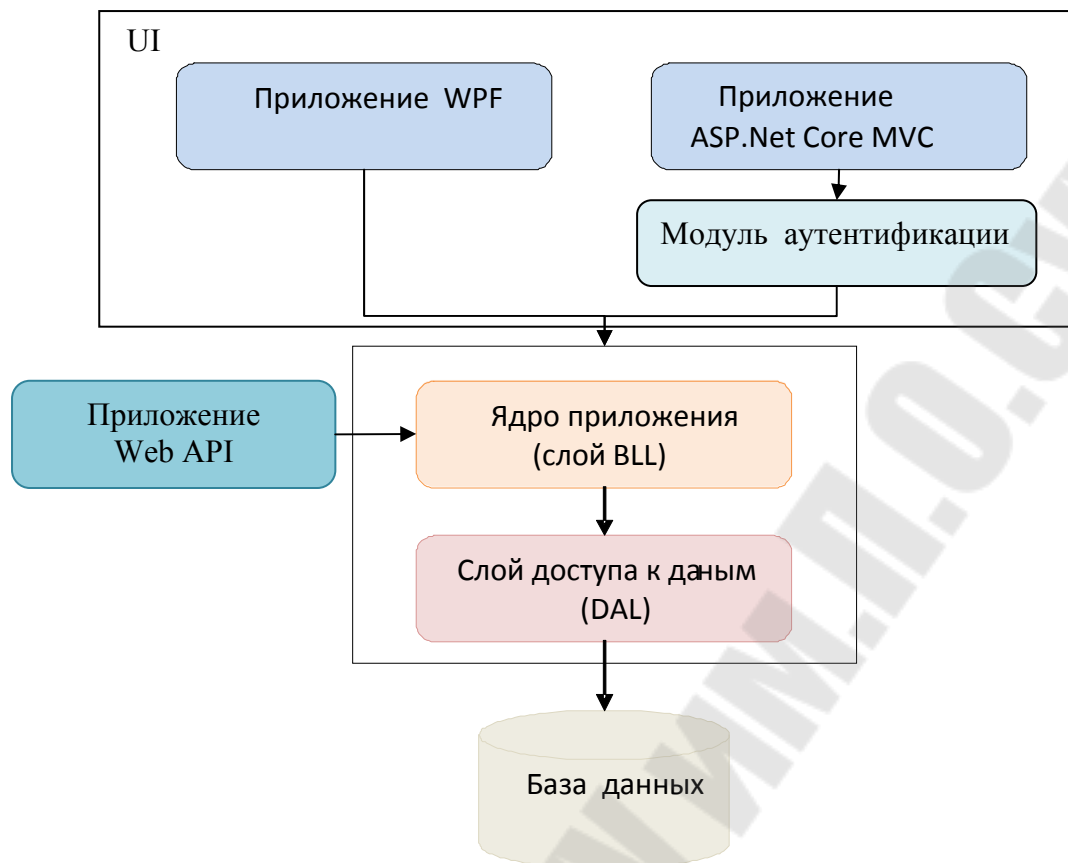 UI
Приложение WPF
Приложение
ASP.Net Core MVC
Модуль аутентификации
Приложение
Web API
Ядро приложения
(слой BLL)
Слой доступа к даным
(DAL)
База данных